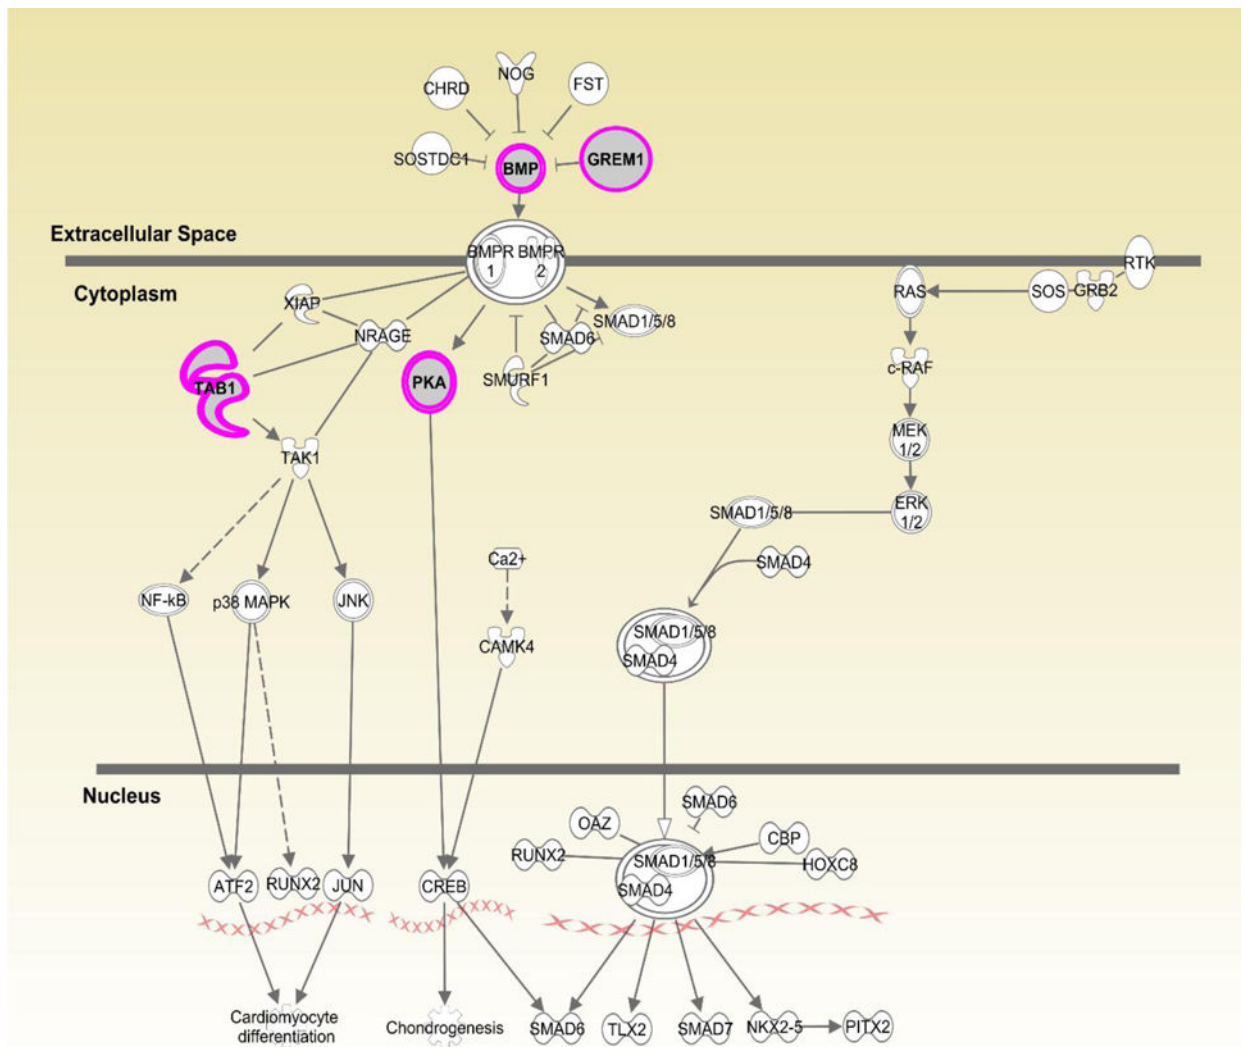 NOG
CHRD
FST
SOSTDC1
BMP
GREM1
Extracellular Space
BMPR
1
BMPR
2
RTK
Cytoplasm
XIAP
RAS
SOS
GRB2
NRAGE
SMAD6
SMAD1/5/8
TAB1
PKA
SMURF1
c-RAF
TAK1
MEK
1/2
SMAD1/5/8
ERK
1/2
Ca2+
SMAD4
NF-kB
p38 MAPK
JNK
CAMK4
SMAD1/5/8
SMAD4
Nucleus
SMAD6
OAZ
CBP
RUNX2
SMAD1/5/8
HOXC8
ATF2
RUNX2
JUN
CREB
SMAD4
Cardiomyocyte
differentiation
Chondrogenesis
SMAD6
TLX2
SMAD7
NKX2-5
PITX2